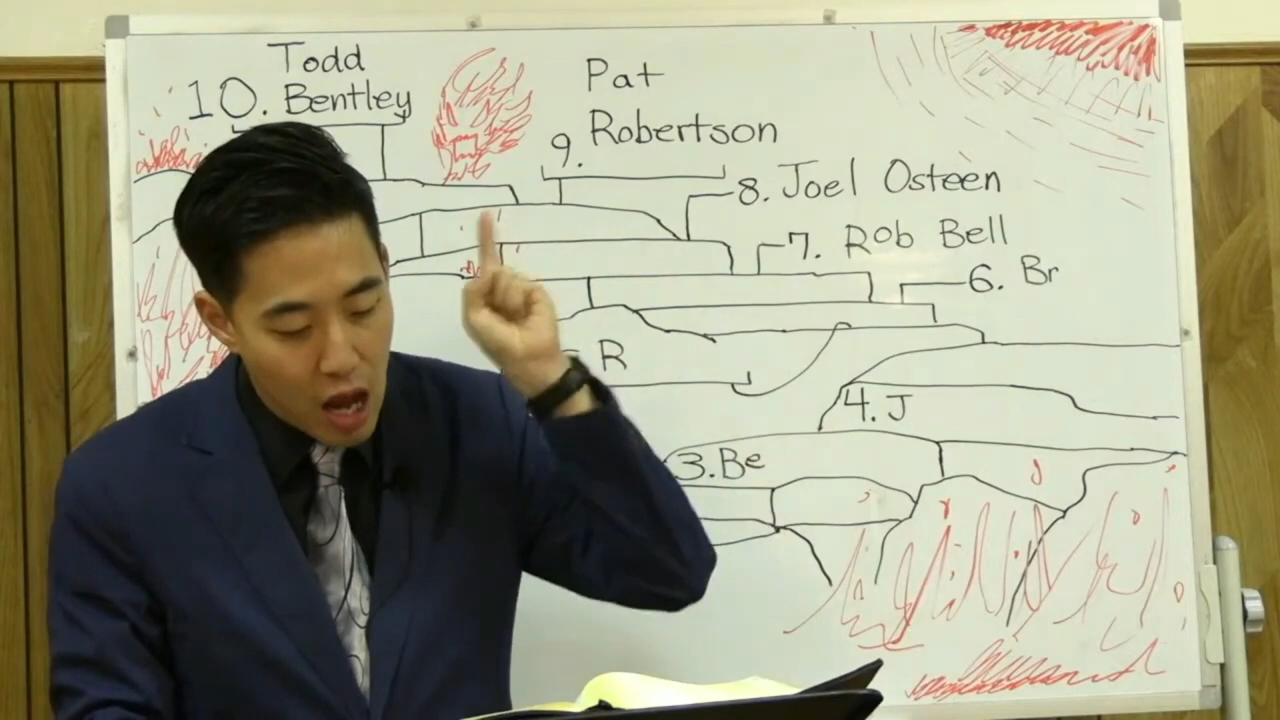 Todd
10. Bentley
Pat
9. Robertson
8. Joel Osteen
7. Rob Bell
6. Br
R
4. J
3. Be